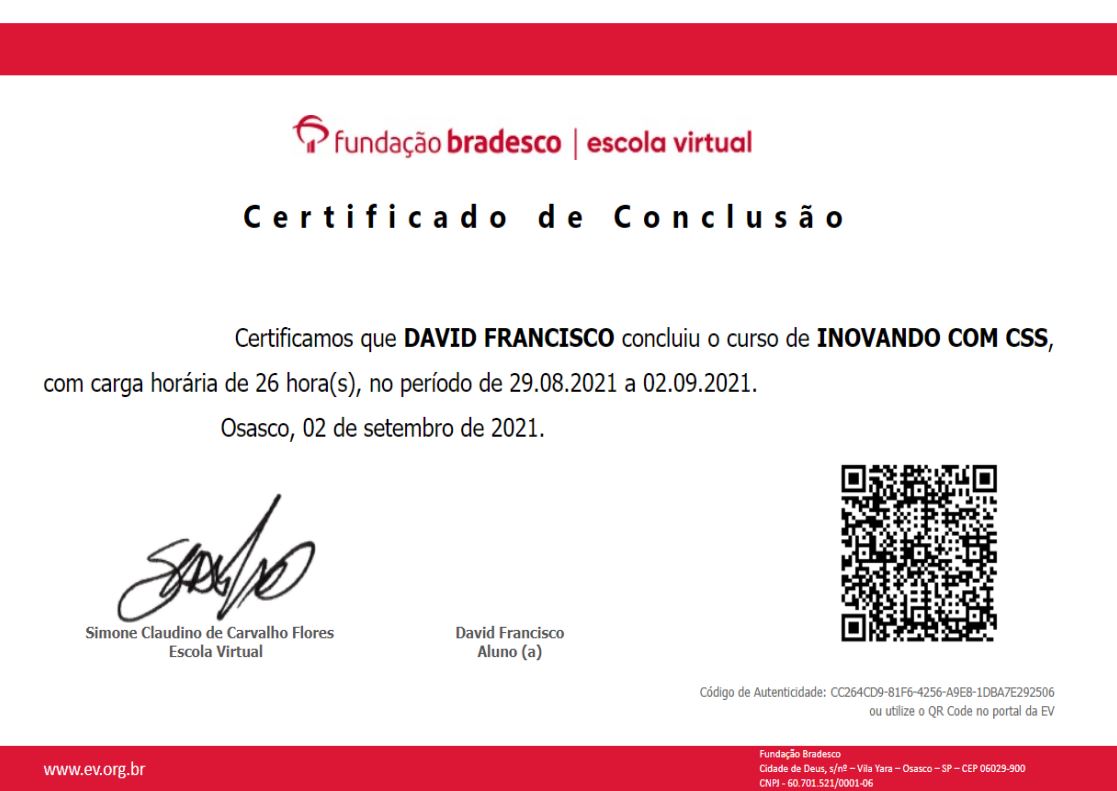 fundação bradesco | escola virtual
Certificado de Conclusão
Certificamos que DAVID FRANCISCO concluiu o curso de INOVANDO COM CSS,
com carga horária de 26 hora(s), no período de 29.08.2021 a 02.09.2021.
Osasco, 02 de setembro de 2021.
Simone Claudino de Carvalho Flores
Escola Virtual
David Francisco
Aluno (a)
Código de Autenticidade: CC264CD9-81F6-4256-A9E8-1DBA7E292506
ou utilize o QR Code no portal da EV
www.ev.org.br
Fundação Bradesco
Cidade de Deus, s/nº – Vila Yara – Osasco – SP – CEP 06029-900
CNPJ - 60.701.521/0001-06